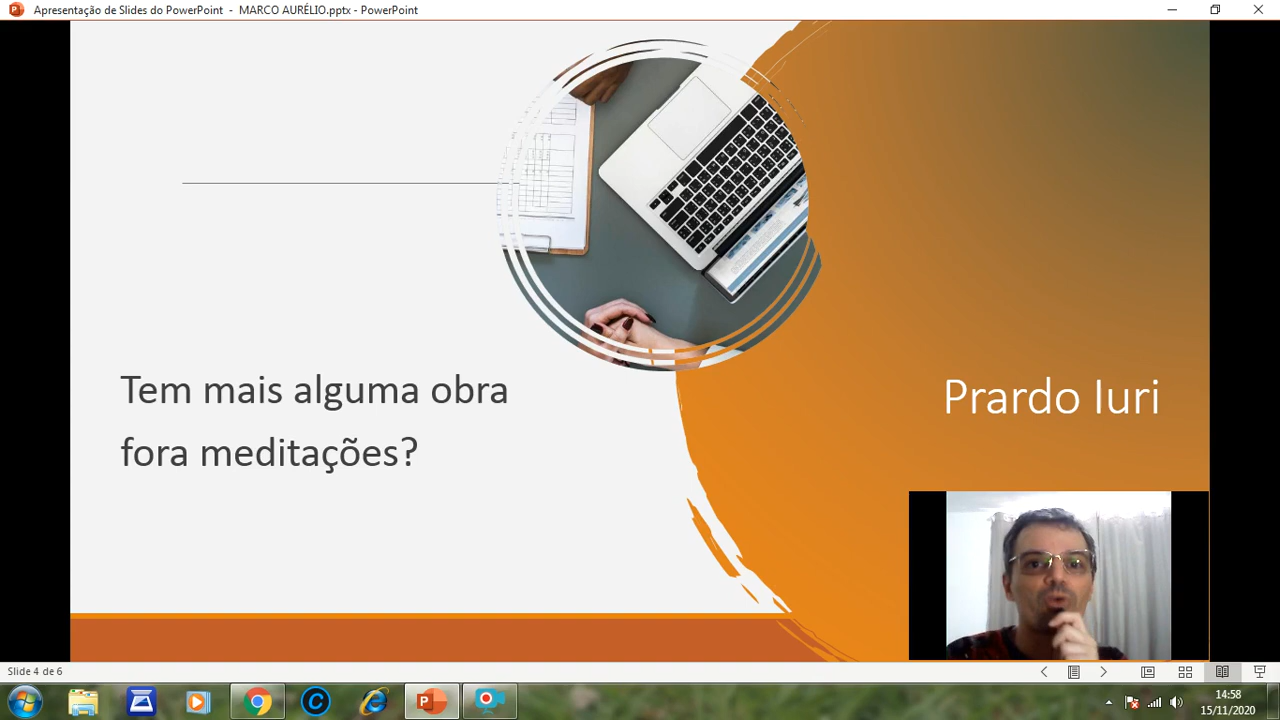 Apresentação de Slides do PowerPoint - MARCO AURÉLIO.pptx - PowerPoint
Tem mais alguma obra
fora meditações?
Prardo Iuri
Slide 4 de 6
14:58
15/11/2020